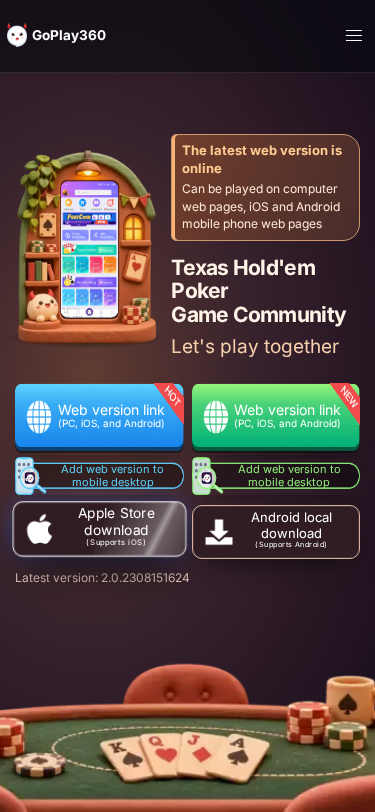 GoPlay360
The latest web version is
online
Can be played on computer
web pages, iOS and Android
mobile phone web pages
Texas Hold'em
Poker
Game Community
Let's play together
HOT
Web version link
(PC, iOS, and Android)
NEW
Web version link
(PC, iOS, and Android)
Add web version to
mobile desktop
Add web version to
mobile desktop
Apple Store
download
(Supports iOS)
Android local
download
(Supports Android)
Latest version: 2.0.2308151624
K
Q
J
A